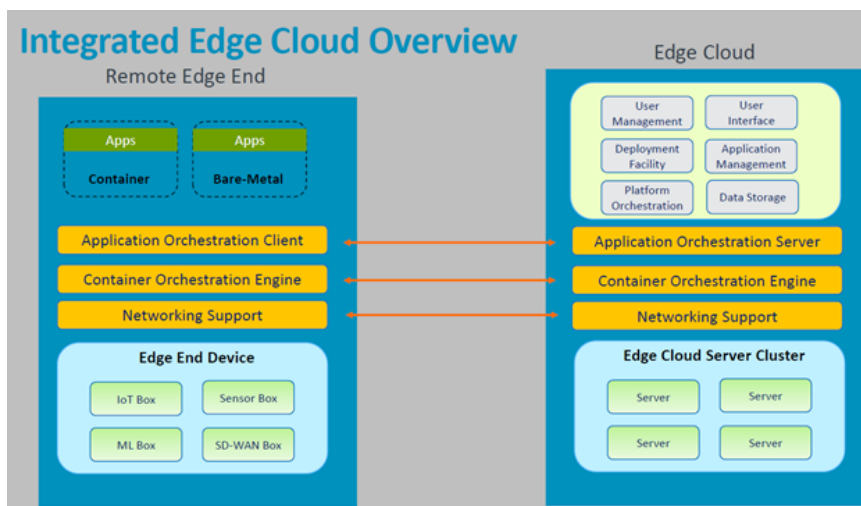 Integrated Edge Cloud Overview
Remote Edge End
Apps
Container
Apps
Bare-Metal
Application Orchestration Client
Container Orchestration Engine
Networking Support
Edge End Device
IoT Box
Sensor Box
ML Box
SD-WAN Box
Edge Cloud
User
Management
User
Interface
Deployment
Facility
Application
Management
Platform
Orchestration
Data Storage
Application Orchestration Server
Container Orchestration Engine
Networking Support
Edge Cloud Server Cluster
Server
Server
Server
Server